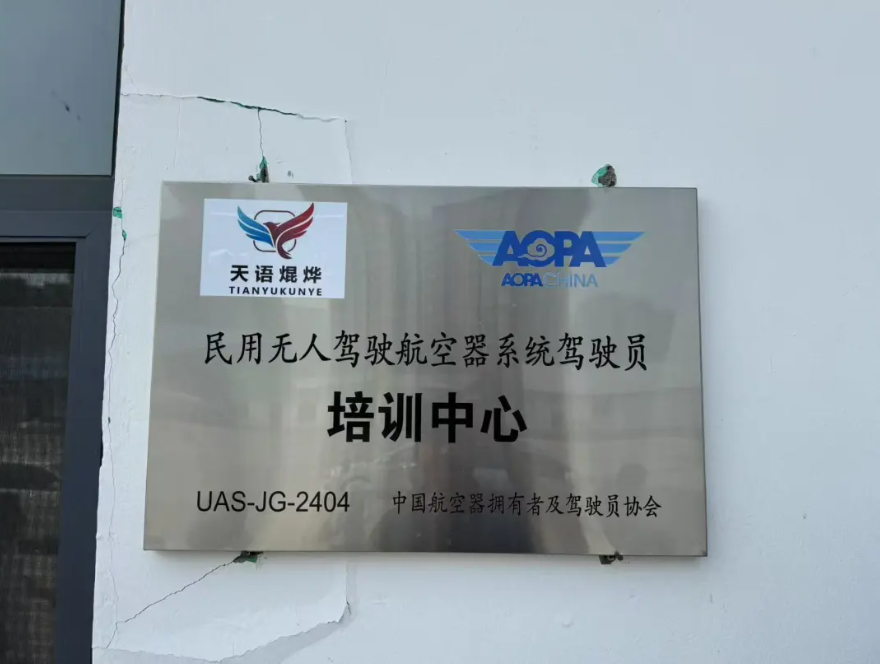 天语焜烨
TIANYUKUNYE
AOPA
AOPA CHINA
民用无人驾驶航空器系统驾驶员
培训中心
UAS-JG-2404 中国航空器拥有者及驾驶员协会